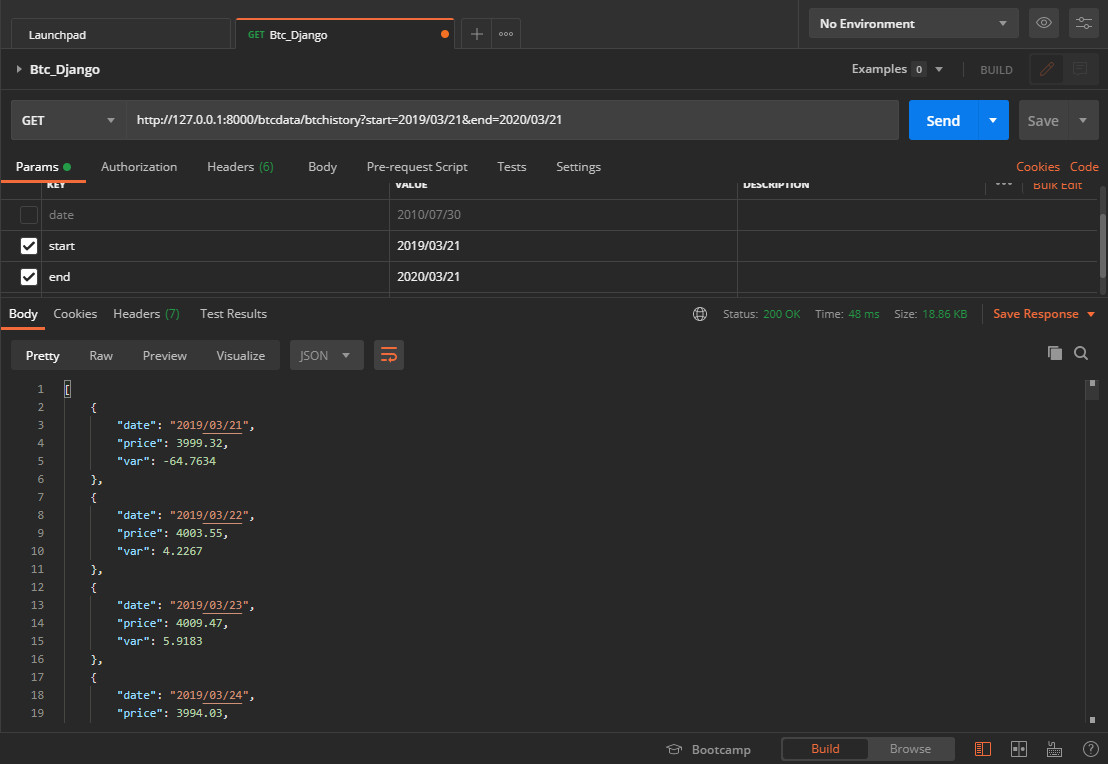 Launchpad
GET Btc_Django
No Environment
Btc_Django
Examples 0
BUILD
GET
http://127.0.0.1:8000/btcdata/btchistory?start=2019/03/21&end=2020/03/21
Send
Save
Params Authorization Headers (6) Body Pre-request Script Tests Settings Cookies Code
KEY VALUE DESCRIPTION Bulk Edit
date 2010/07/30
start 2019/03/21
end 2020/03/21
Body Cookies Headers (7) Test Results Status: 200 OK Time: 48 ms Size: 18.86 KB Save Response
Pretty Raw Preview Visualize JSON
1 [
2 {
3 "date": "2019/03/21",
4 "price": 3999.32,
5 "var": -64.7634
6 },
7 {
8 "date": "2019/03/22",
9 "price": 4003.55,
10 "var": 4.2267
11 },
12 {
13 "date": "2019/03/23",
14 "price": 4009.47,
15 "var": 5.9183
16 },
17 {
18 "date": "2019/03/24",
19 "price": 3994.03,
Bootcamp Build Browse